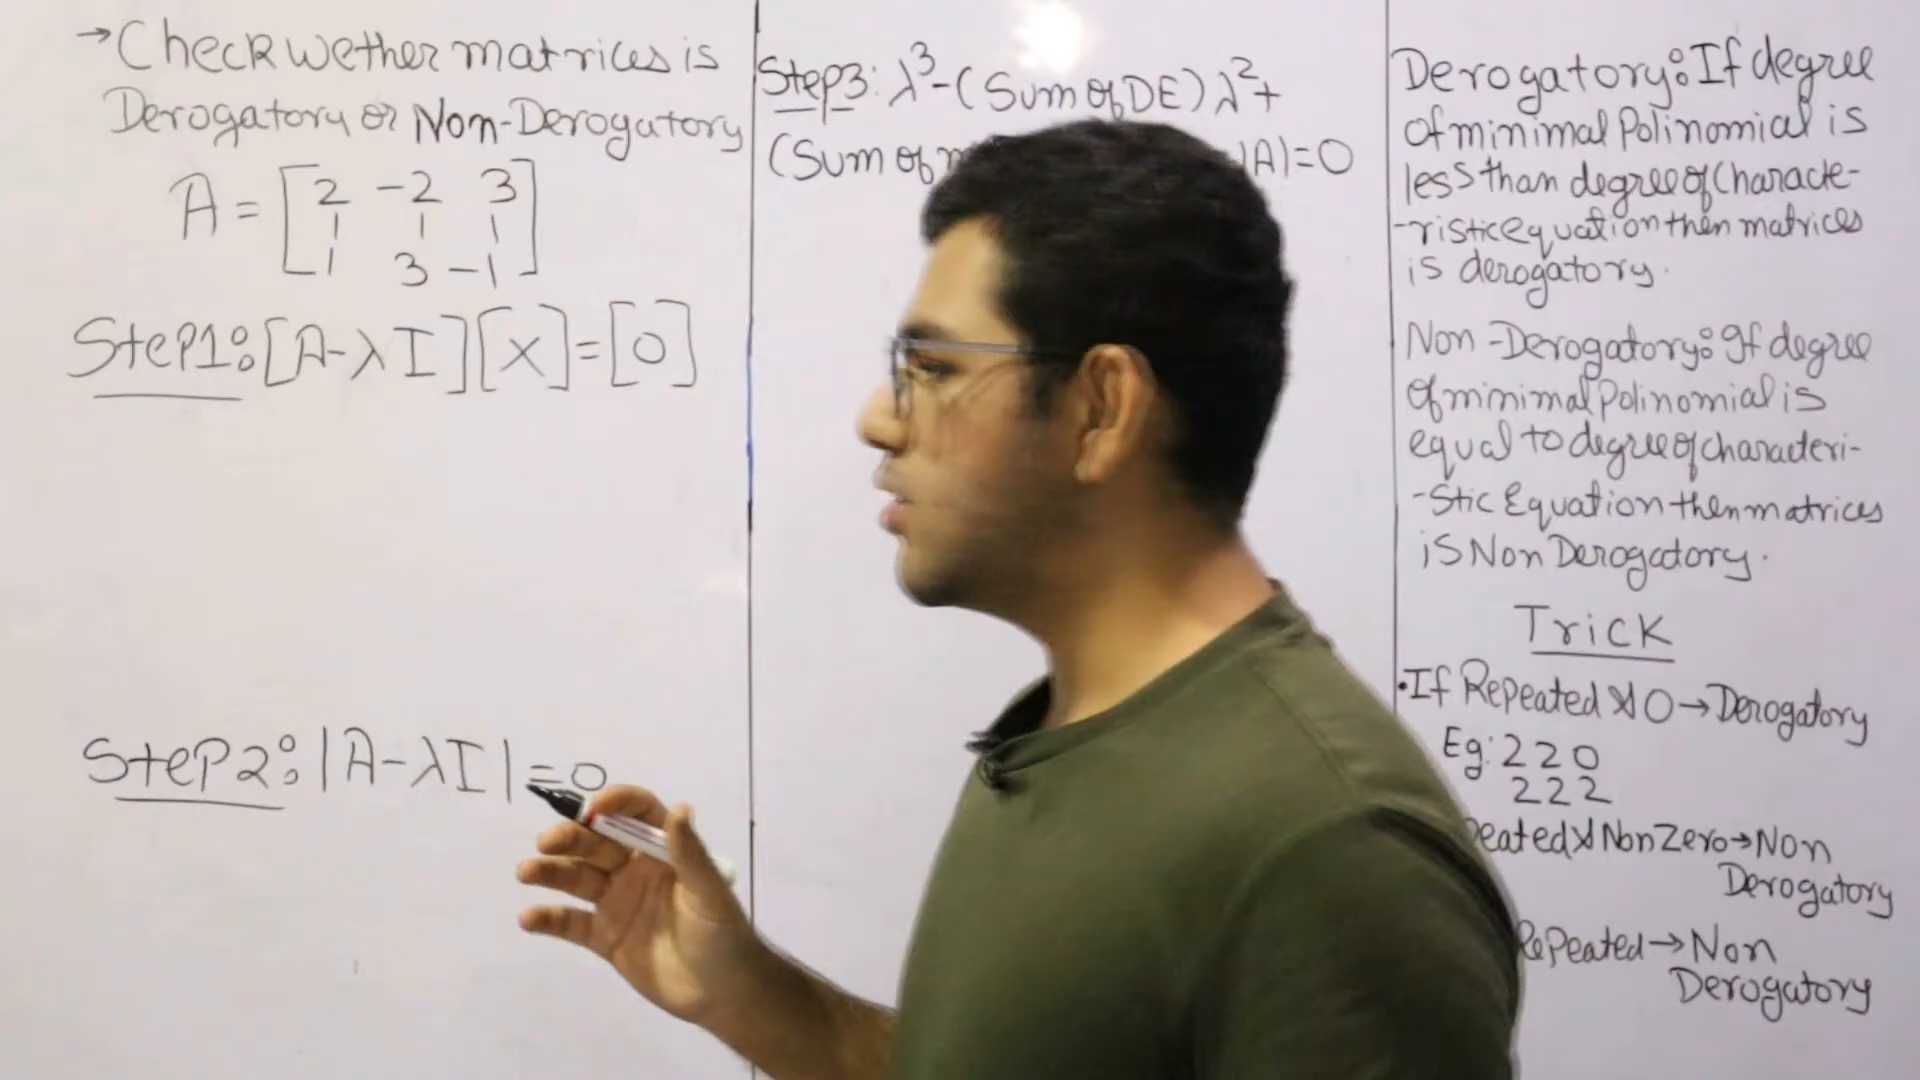 → Check wether matrices is
Derogatory or Non-Derogatory
A = [2 -2 3
1 1 1
1 3 -1]
Step1: [A-λI][X]=[0]
Step2: |A-λI|=0
Step3: λ³-(Sum of DE)λ²+
(Sum of |A|=0
Derogatory: If degree
of minimal Polinomial is
less than degree of characte-
-ristic equation then matrices
is derogatory.
Non-Derogatory: If degree
of minimal Polinomial is
equal to degree of characteri-
-stic Equation then matrices
is Non Derogatory.
Trick
• If Repeated & 0 → Derogatory
Eg: 2 2 0
2 2 2
& Non Zero → Non
Derogatory
Repeated → Non
Derogatory